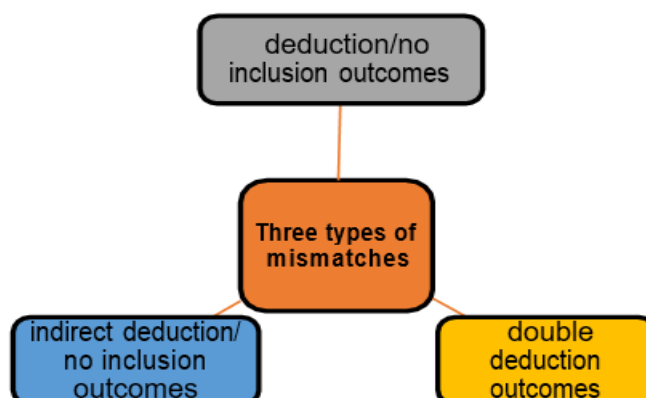 deduction/no
inclusion outcomes
Three types of
mismatches
indirect deduction/
no inclusion
outcomes
double
deduction
outcomes